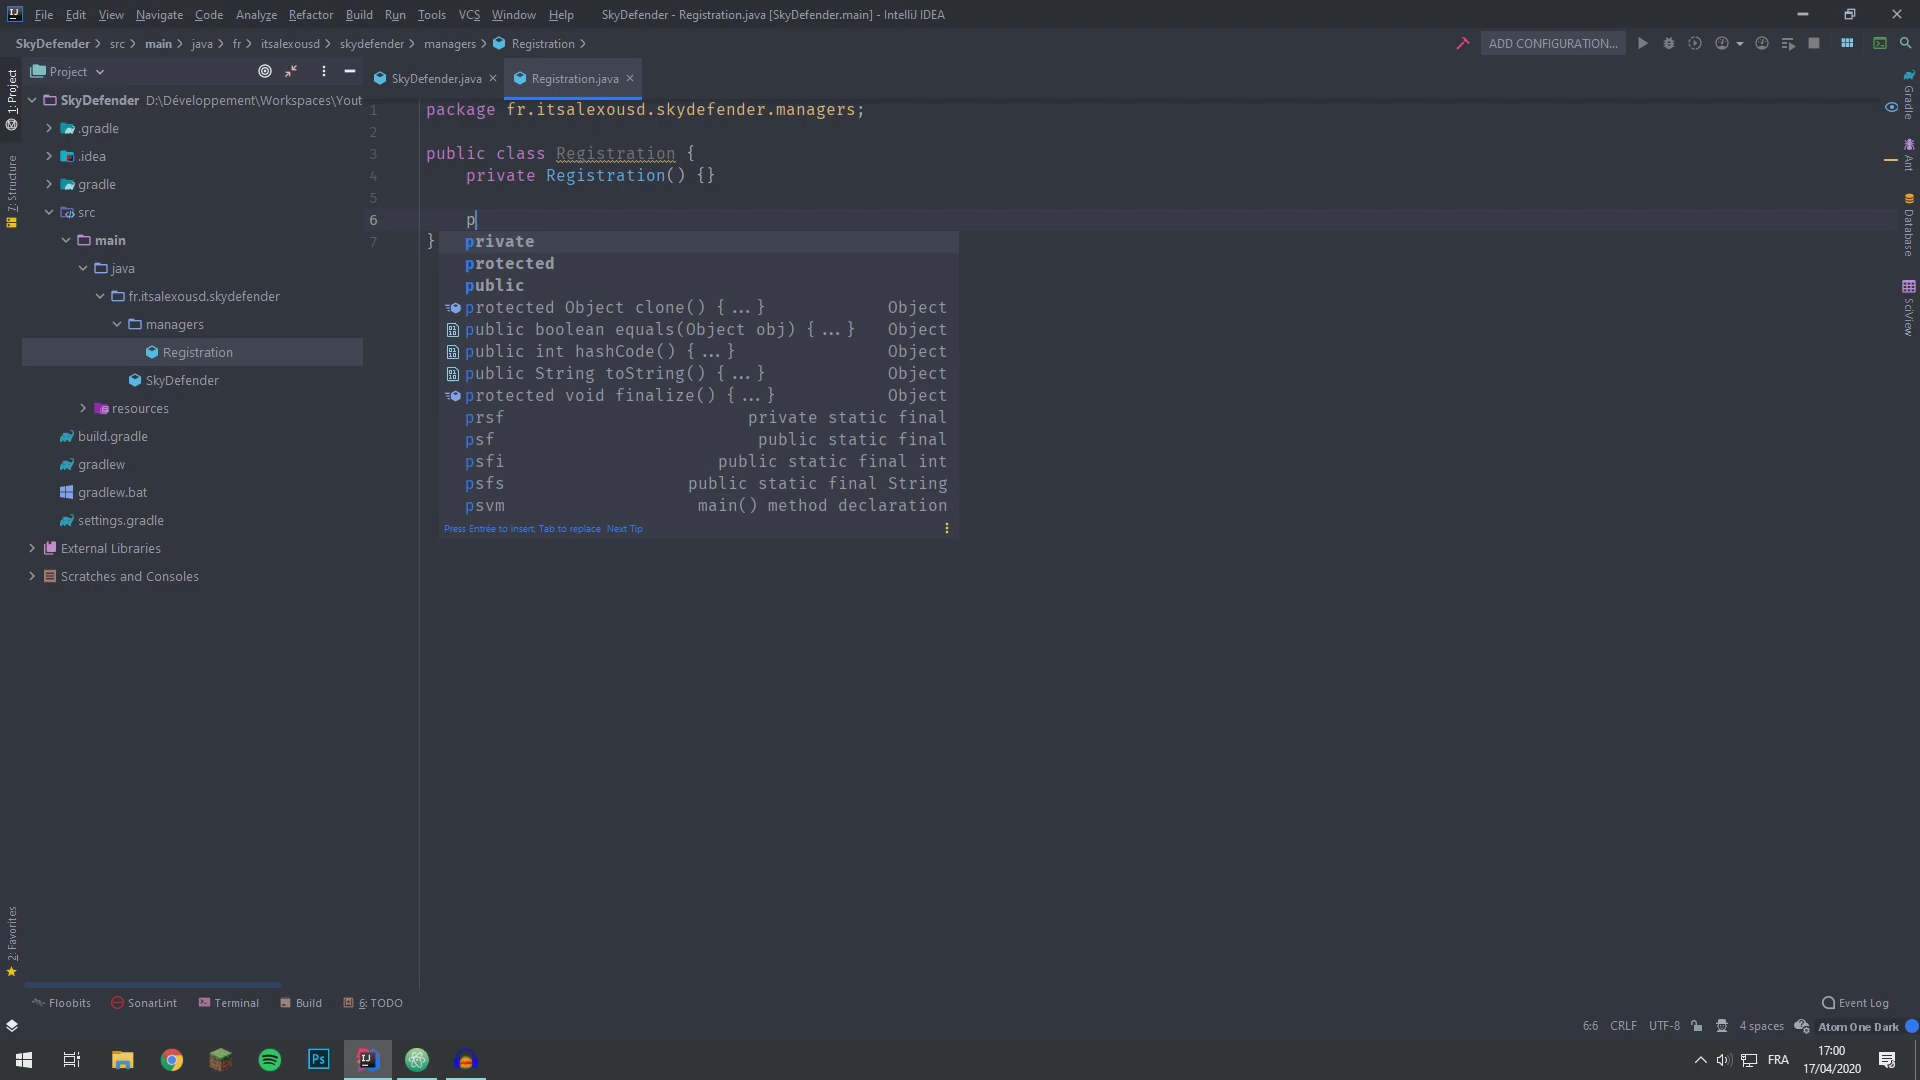 File Edit View Navigate Code Analyze Refactor Build Run Tools VCS Window Help SkyDefender - Registration.java [SkyDefender.main] - IntelliJ IDEA
SkyDefender src main java fr itsalexousd skydefender managers Registration ADD CONFIGURATION...
Project SkyDefender.java Registration.java
SkyDefender D:\Développement\Workspaces\Yout
.gradle
.idea
gradle
src
main
java
fr.itsalexousd.skydefender
managers
Registration
SkyDefender
resources
build.gradle
gradlew
gradlew.bat
settings.gradle
External Libraries
Scratches and Consoles
1 package fr.itsalexousd.skydefender.managers;
2
3 public class Registration {
4 private Registration() {}
5
6 p
7 }
private
protected
public
protected Object clone() {...} Object
public boolean equals(Object obj) {...} Object
public int hashCode() {...} Object
public String toString() {...} Object
protected void finalize() {...} Object
prsf private static final
psf public static final
psfi public static final int
psfs public static final String
psvm main() method declaration
Press Entrée to insert, Tab to replace Next Tip
1: Project
7: Structure
2: Favorites
Gradle
Ant
Database
SciView
Floobits SonarLint Terminal Build 6: TODO Event Log
6:6 CRLF UTF-8 4 spaces Atom One Dark
FRA 17:00
17/04/2020